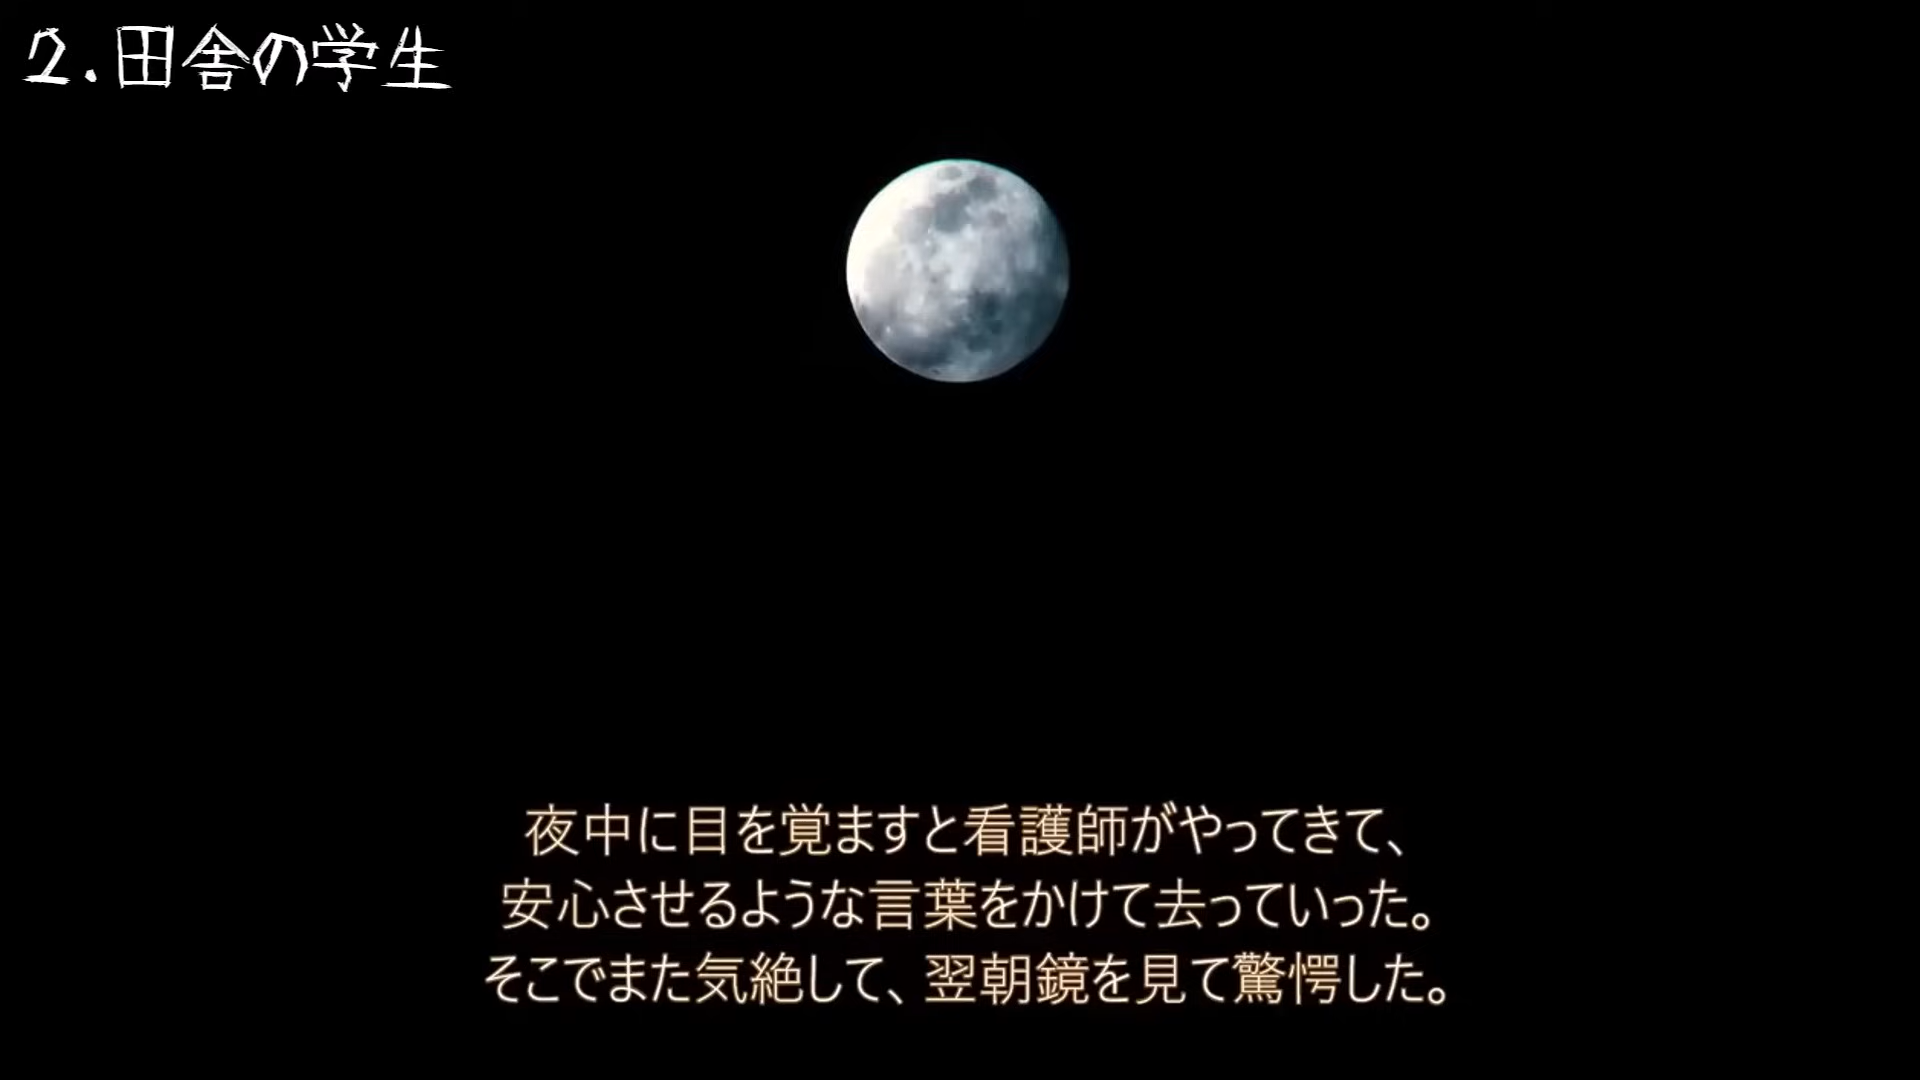 2.田舎の学生
夜中に目を覚ますと看護師がやってきて、
安心させるような言葉をかけて去っていった。
そこでまた気絶して、翌朝鏡を見て驚愕した。